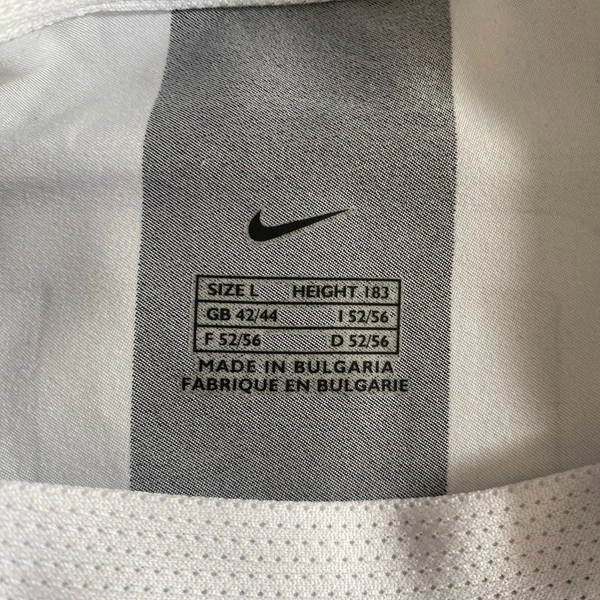 SIZE L HEIGHT 183
GB 42/44 I 52/56
F 52/56 D 52/56
MADE IN BULGARIA
FABRIQUE EN BULGARIE